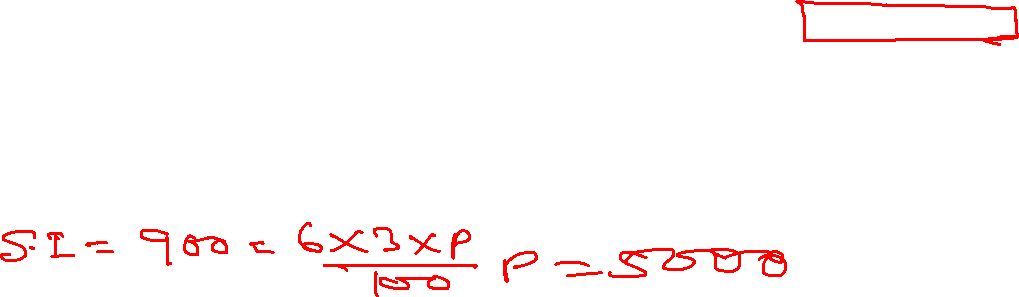 S.I = 900 = 6×3×P/100 P = 5000